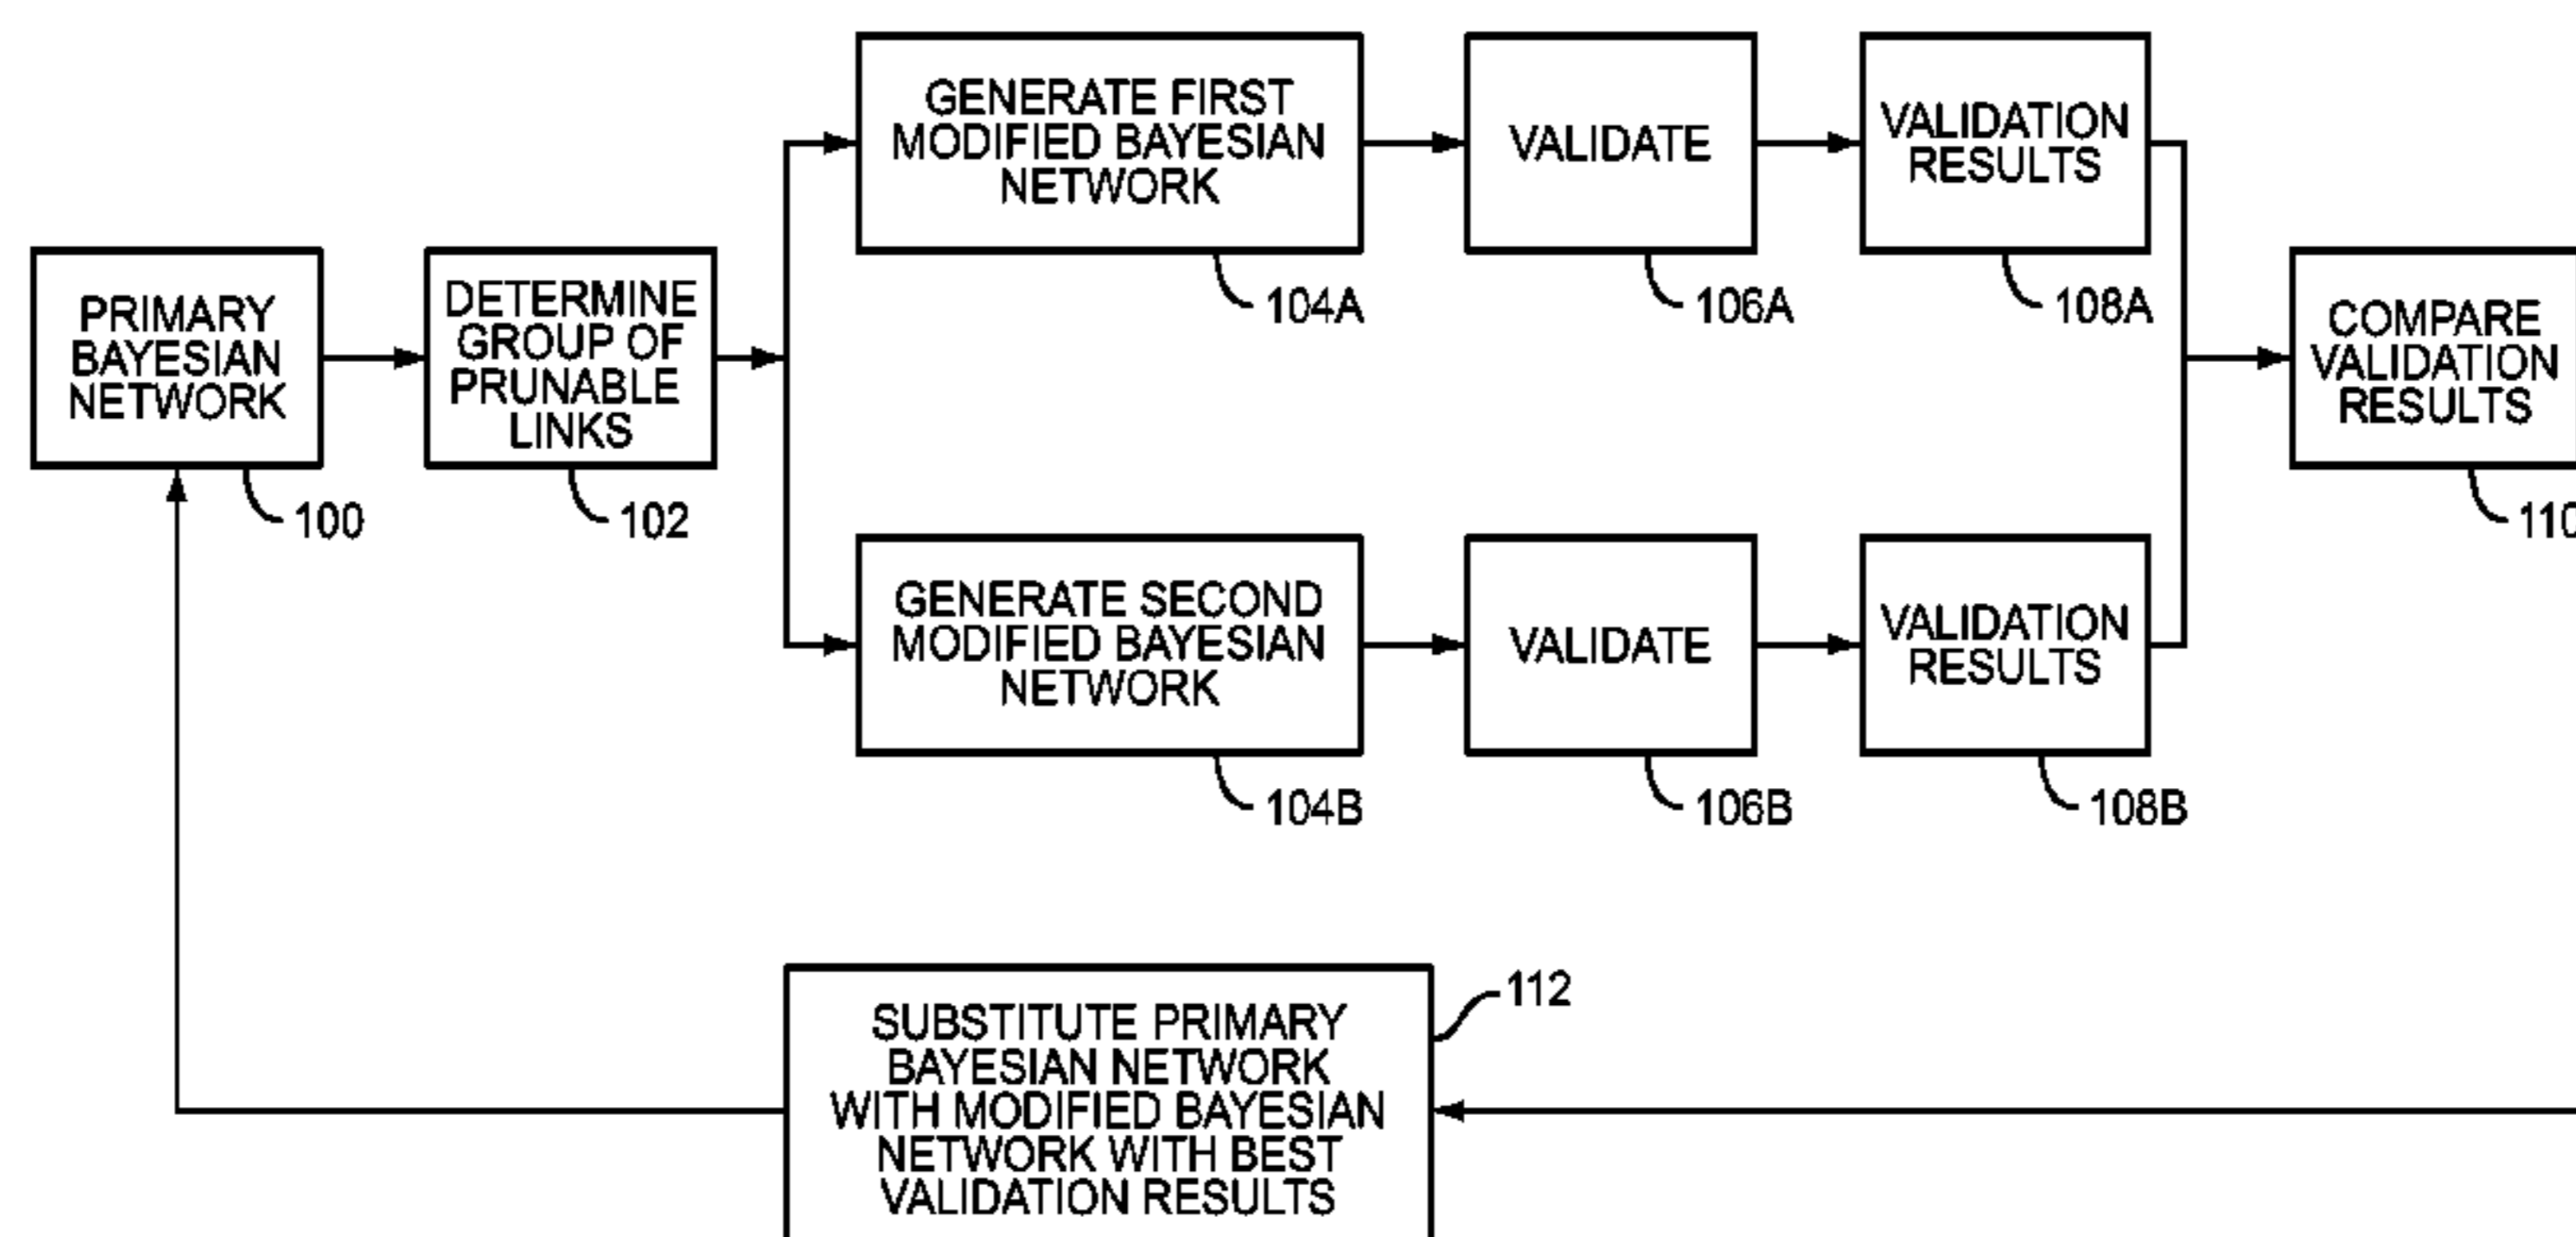 PRIMARY
BAYESIAN
NETWORK
100
DETERMINE
GROUP OF
PRUNABLE
LINKS
102
GENERATE FIRST
MODIFIED BAYESIAN
NETWORK
104A
VALIDATE
106A
VALIDATION
RESULTS
108A
GENERATE SECOND
MODIFIED BAYESIAN
NETWORK
104B
VALIDATE
106B
VALIDATION
RESULTS
108B
COMPARE
VALIDATION
RESULTS
110
SUBSTITUTE PRIMARY
BAYESIAN NETWORK
WITH MODIFIED BAYESIAN
NETWORK WITH BEST
VALIDATION RESULTS
112